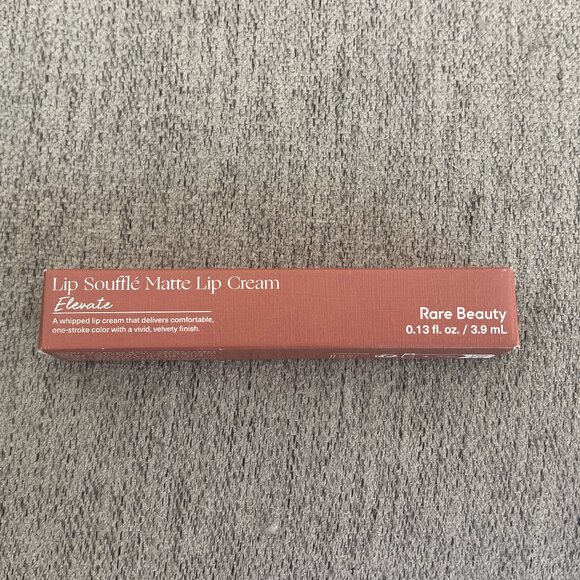 Lip Soufflé Matte Lip Cream
Elevate
A whipped lip cream that delivers comfortable,
one-stroke color with a vivid, velvety finish.
Rare Beauty
0.13 fl. oz. / 3.9 mL